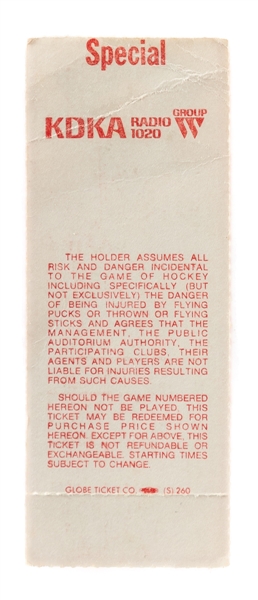 Special
KDKA RADIO 1020 GROUP W
THE HOLDER ASSUMES ALL
RISK AND DANGER INCIDENTAL
TO THE GAME OF HOCKEY
INCLUDING SPECIFICALLY (BUT
NOT EXCLUSIVELY) THE DANGER
OF BEING INJURED BY FLYING
PUCKS OR THROWN OR FLYING
STICKS AND AGREES THAT THE
MANAGEMENT, THE PUBLIC
AUDITORIUM AUTHORITY, THE
PARTICIPATING CLUBS, THEIR
AGENTS AND PLAYERS ARE NOT
LIABLE FOR INJURIES RESULTING
FROM SUCH CAUSES.
SHOULD THE GAME NUMBERED
HEREON NOT BE PLAYED, THIS
TICKET MAY BE REDEEMED FOR
PURCHASE PRICE SHOWN
HEREON. EXCEPT FOR ABOVE, THIS
TICKET IS NOT REFUNDABLE OR
EXCHANGEABLE. STARTING TIMES
SUBJECT TO CHANGE.
GLOBE TICKET CO. (S) 260